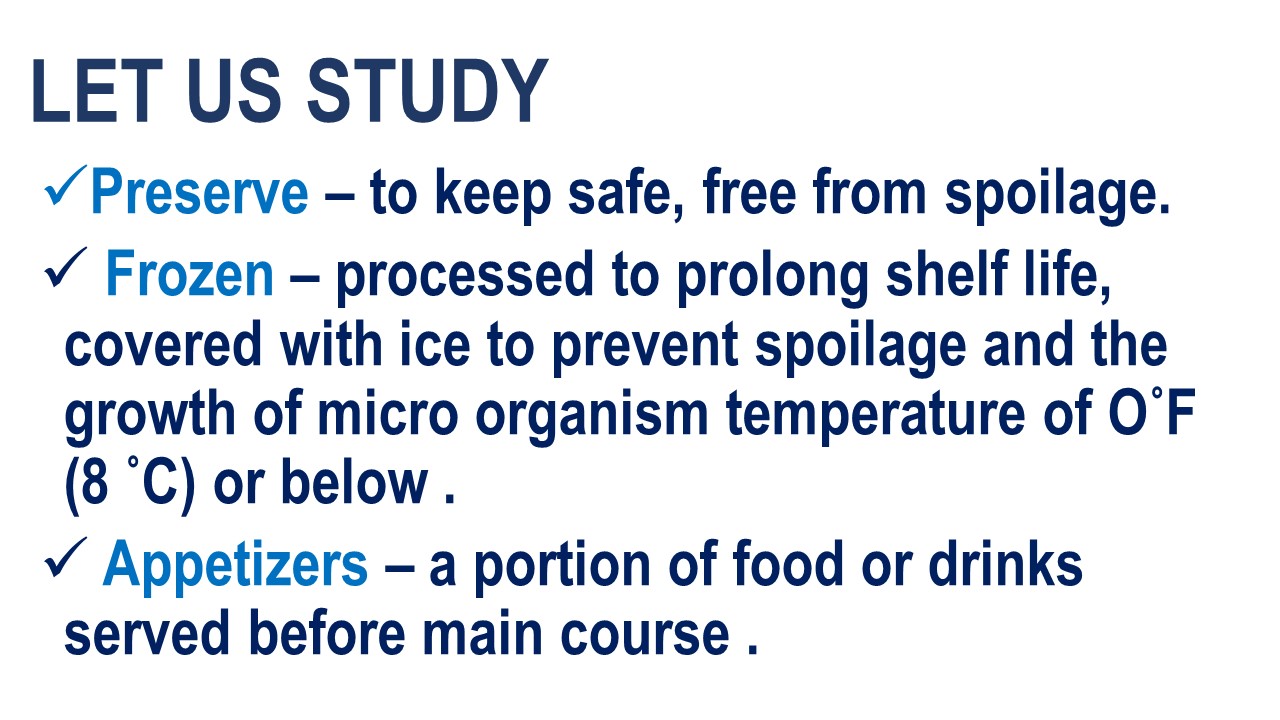 LET US STUDY
✓Preserve – to keep safe, free from spoilage.
✓ Frozen – processed to prolong shelf life,
covered with ice to prevent spoilage and the
growth of micro organism temperature of O˚F
(8 ˚C) or below .
✓ Appetizers – a portion of food or drinks
served before main course .